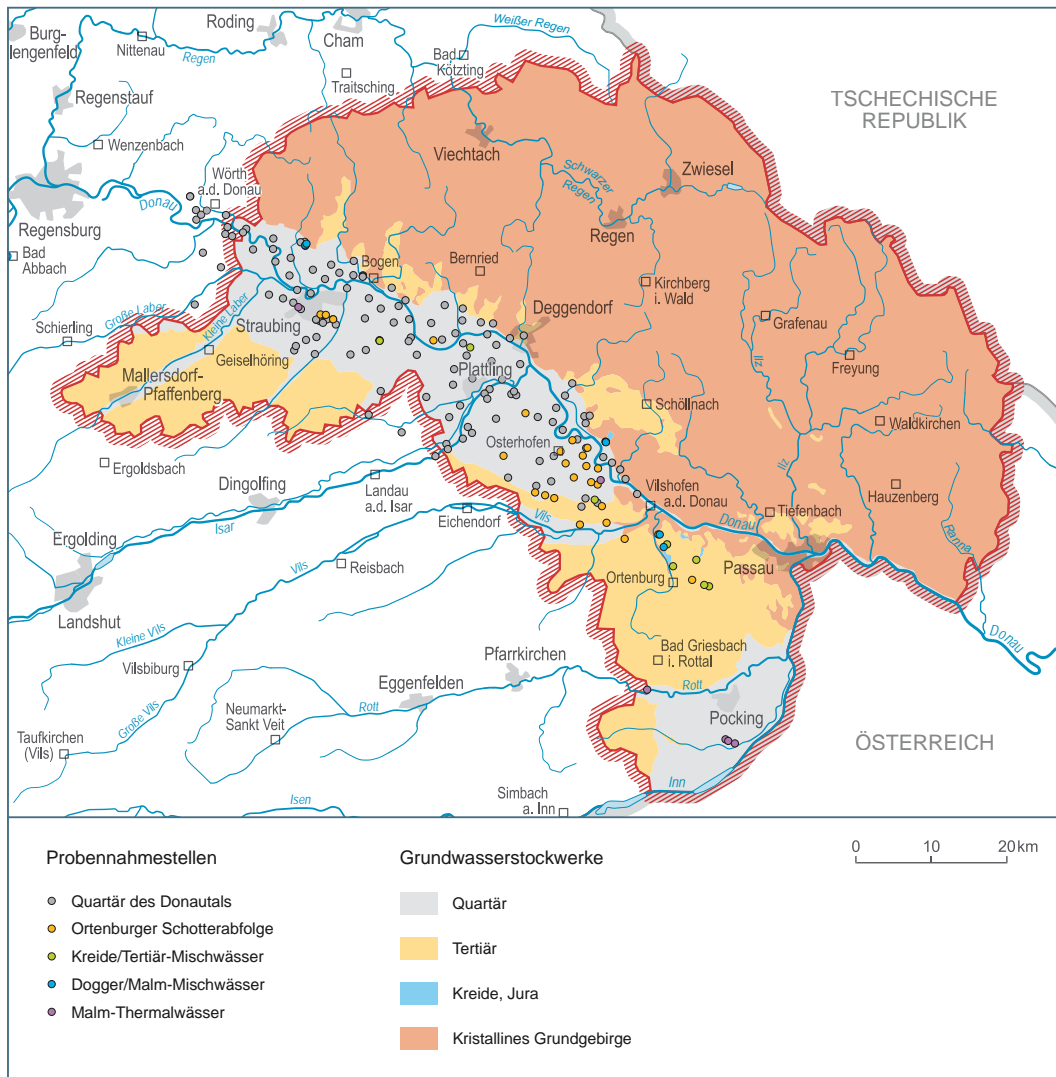 Roding
Cham
Weißer Regen
Burg-
lengenfeld
Nittenau
Regen
Bad
Kötzting
Traitsching
Regenstauf
TSCHECHISCHE
REPUBLIK
Wenzenbach
Viechtach
Schwarzer
Regen
Zwiesel
Wörth
a.d. Donau
Donau
Regensburg
Regen
Bad
Abbach
Bogen
Bernried
Kirchberg
i. Wald
Große Laber
Kleine Laber
Schierling
Straubing
Deggendorf
Grafenau
Ilz
Geiselhöring
Freyung
Mallersdorf-
Pfaffenberg
Plattling
Schöllnach
Waldkirchen
Osterhofen
Ergoldsbach
Ilz
Dingolfing
Landau
a.d. Isar
Vilshofen
a.d. Donau
Hauzenberg
Isar
Eichendorf
Vils
Tiefenbach
Donau
Ranna
Ergolding
Vils
Reisbach
Passau
Ortenburg
Landshut
Kleine Vils
Donau
Bad Griesbach
i. Rottal
Vilsbiburg
Pfarrkirchen
Eggenfelden
Rott
Große Vils
Neumarkt-
Sankt Veit
Rott
Pocking
Taufkirchen
(Vils)
ÖSTERREICH
Inn
Simbach
a. Inn
Isen
Probennahmestellen
Quartär des Donautals
Ortenburger Schotterabfolge
Kreide/Tertiär-Mischwässer
Dogger/Malm-Mischwässer
Malm-Thermalwässer
Grundwasserstockwerke
Quartär
Tertiär
Kreide, Jura
Kristallines Grundgebirge
0 10 20 km